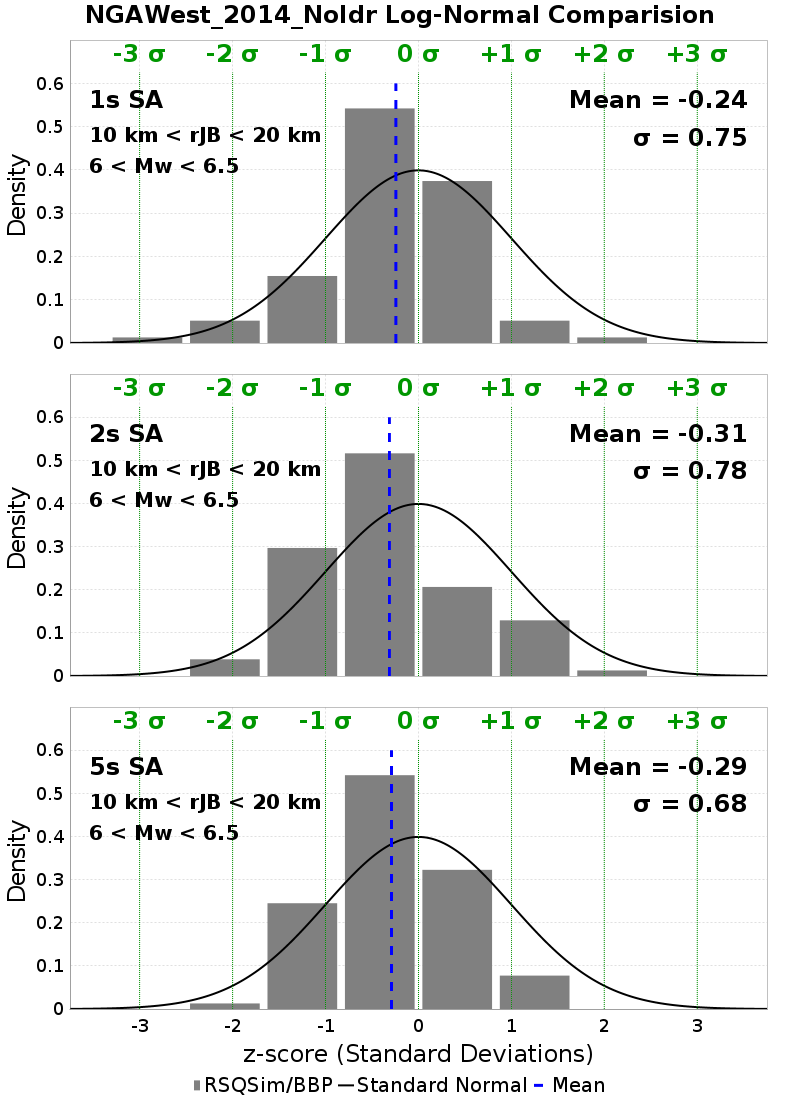 NGAWest_2014_NoIdr Log-Normal Comparision
-3 σ -2 σ -1 σ 0 σ +1 σ +2 σ +3 σ
0.6
1s SA Mean = -0.24
0.5
10 km < rJB < 20 km σ = 0.75
6 < Mw < 6.5
0.4
0.3
0.2
0.1
0
Density
-3 σ -2 σ -1 σ 0 σ +1 σ +2 σ +3 σ
0.6
2s SA Mean = -0.31
0.5
10 km < rJB < 20 km σ = 0.78
6 < Mw < 6.5
0.4
0.3
0.2
0.1
0
Density
-3 σ -2 σ -1 σ 0 σ +1 σ +2 σ +3 σ
0.6
5s SA Mean = -0.29
0.5
10 km < rJB < 20 km σ = 0.68
6 < Mw < 6.5
0.4
0.3
0.2
0.1
0
Density
-3 -2 -1 0 1 2 3
z-score (Standard Deviations)
RSQSim/BBP Standard Normal Mean